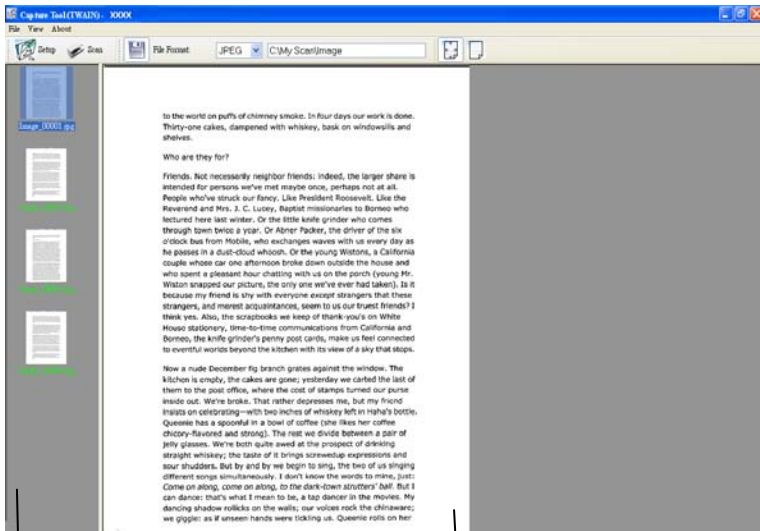 Capture Tool(TWAIN) - XXXX
File View About
Setup Scan File Format JPEG C:\My Scan\Image
Image_00001.jpg
to the world on puffs of chimney smoke. In four days our work is done.
Thirty-one cakes, dampened with whiskey, bask on windowsills and
shelves.
Who are they for?
Friends. Not necessarily neighbor friends: indeed, the larger share is
intended for persons we've met maybe once, perhaps not at all.
People who've struck our fancy. Like President Roosevelt. Like the
Reverend and Mrs. J. C. Lucey, Baptist missionaries to Borneo who
lectured here last winter. Or the little knife grinder who comes
through town twice a year. Or Abner Packer, the driver of the six
o'clock bus from Mobile, who exchanges waves with us every day as
he passes in a dust-cloud whoosh. Or the young Wistons, a California
couple whose car one afternoon broke down outside the house and
who spent a pleasant hour chatting with us on the porch (young Mr.
Wiston snapped our picture, the only one we've ever had taken). Is it
because my friend is shy with everyone except strangers that these
strangers, and merest acquaintances, seem to us our truest friends? I
think yes. Also, the scrapbooks we keep of thank-you's on White
House stationery, time-to-time communications from California and
Borneo, the knife grinder's penny post cards, make us feel connected
to eventful worlds beyond the kitchen with its view of a sky that stops.
Now a nude December fig branch grates against the window. The
kitchen is empty, the cakes are gone; yesterday we carted the last of
them to the post office, where the cost of stamps turned our purse
inside out. We're broke. That rather depresses me, but my friend
insists on celebrating—with two inches of whiskey left in Haha's bottle.
Queenie has a spoonful in a bowl of coffee (she likes her coffee
chicory-flavored and strong). The rest we divide between a pair of
jelly glasses. We're both quite awed at the prospect of drinking
straight whiskey; the taste of it brings screwedup expressions and
sour shudders. But by and by we begin to sing, the two of us singing
different songs simultaneously. I don't know the words to mine, just:
Come on along, come on along, to the dark-town strutters' ball. But I
can dance: that's what I mean to be, a tap dancer in the movies. My
dancing shadow rollicks on the walls; our voices rock the chinaware;
we giggle: as if unseen hands were tickling us. Queenie rolls on her